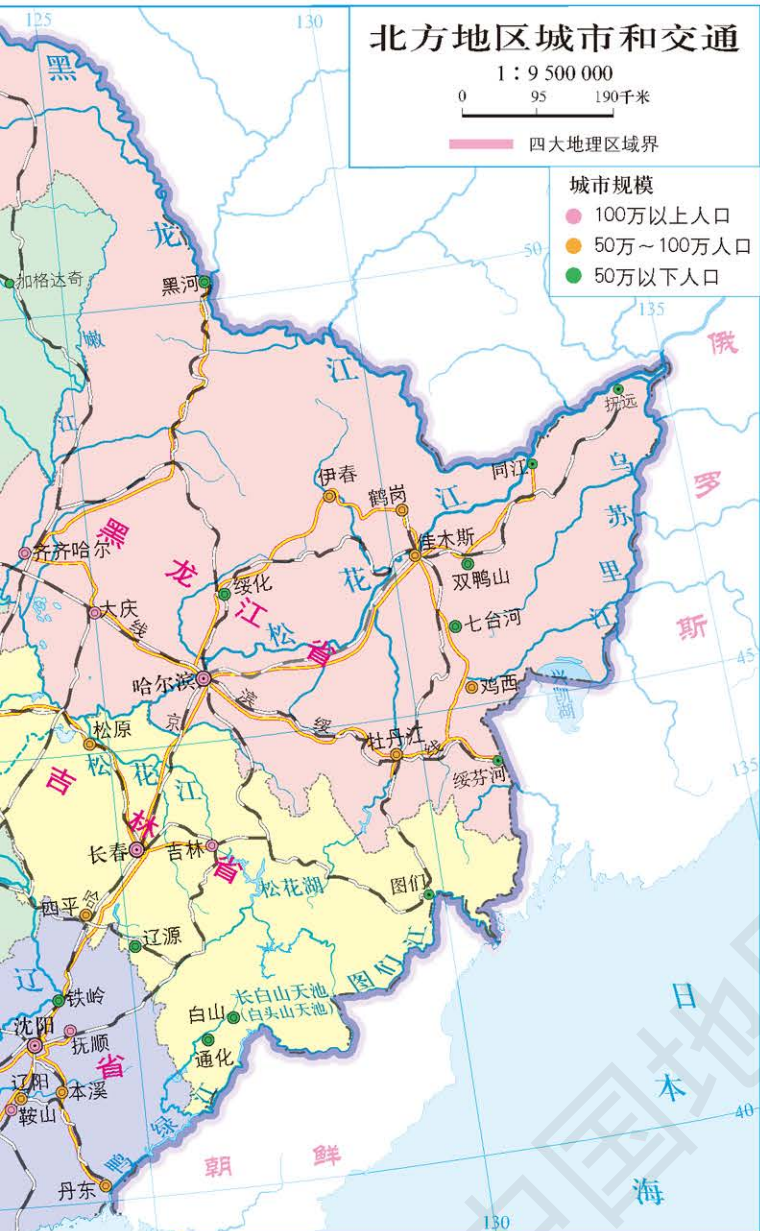 北方地区城市和交通
1：9 500 000
0 95 190千米
四大地理区域界
城市规模
100万以上人口
50万～100万人口
50万以下人口
125
130
黑
龙
50
135
加格达奇
黑河
嫩
江
俄
江
抚远
同江
乌
罗
伊春
鹤岗
江
苏
黑
齐齐哈尔
龙
花
佳木斯
里
双鸭山
绥化
大庆
江
江
线
松
省
七台河
斯
45
哈尔滨
滨
鸡西
兴凯湖
京
绥
松原
牡丹江
线
松
花
江
绥芬河
135
吉
林
长春
吉林
省
松花湖
图们
四平
哈
辽源
图们江
辽
铁岭
长白山天池
(白头山天池)
白山
日
沈阳
抚顺
通化
省
辽阳
本溪
鞍山
本
40
鸭
绿
江
朝
鲜
丹东
海
130
中国地图